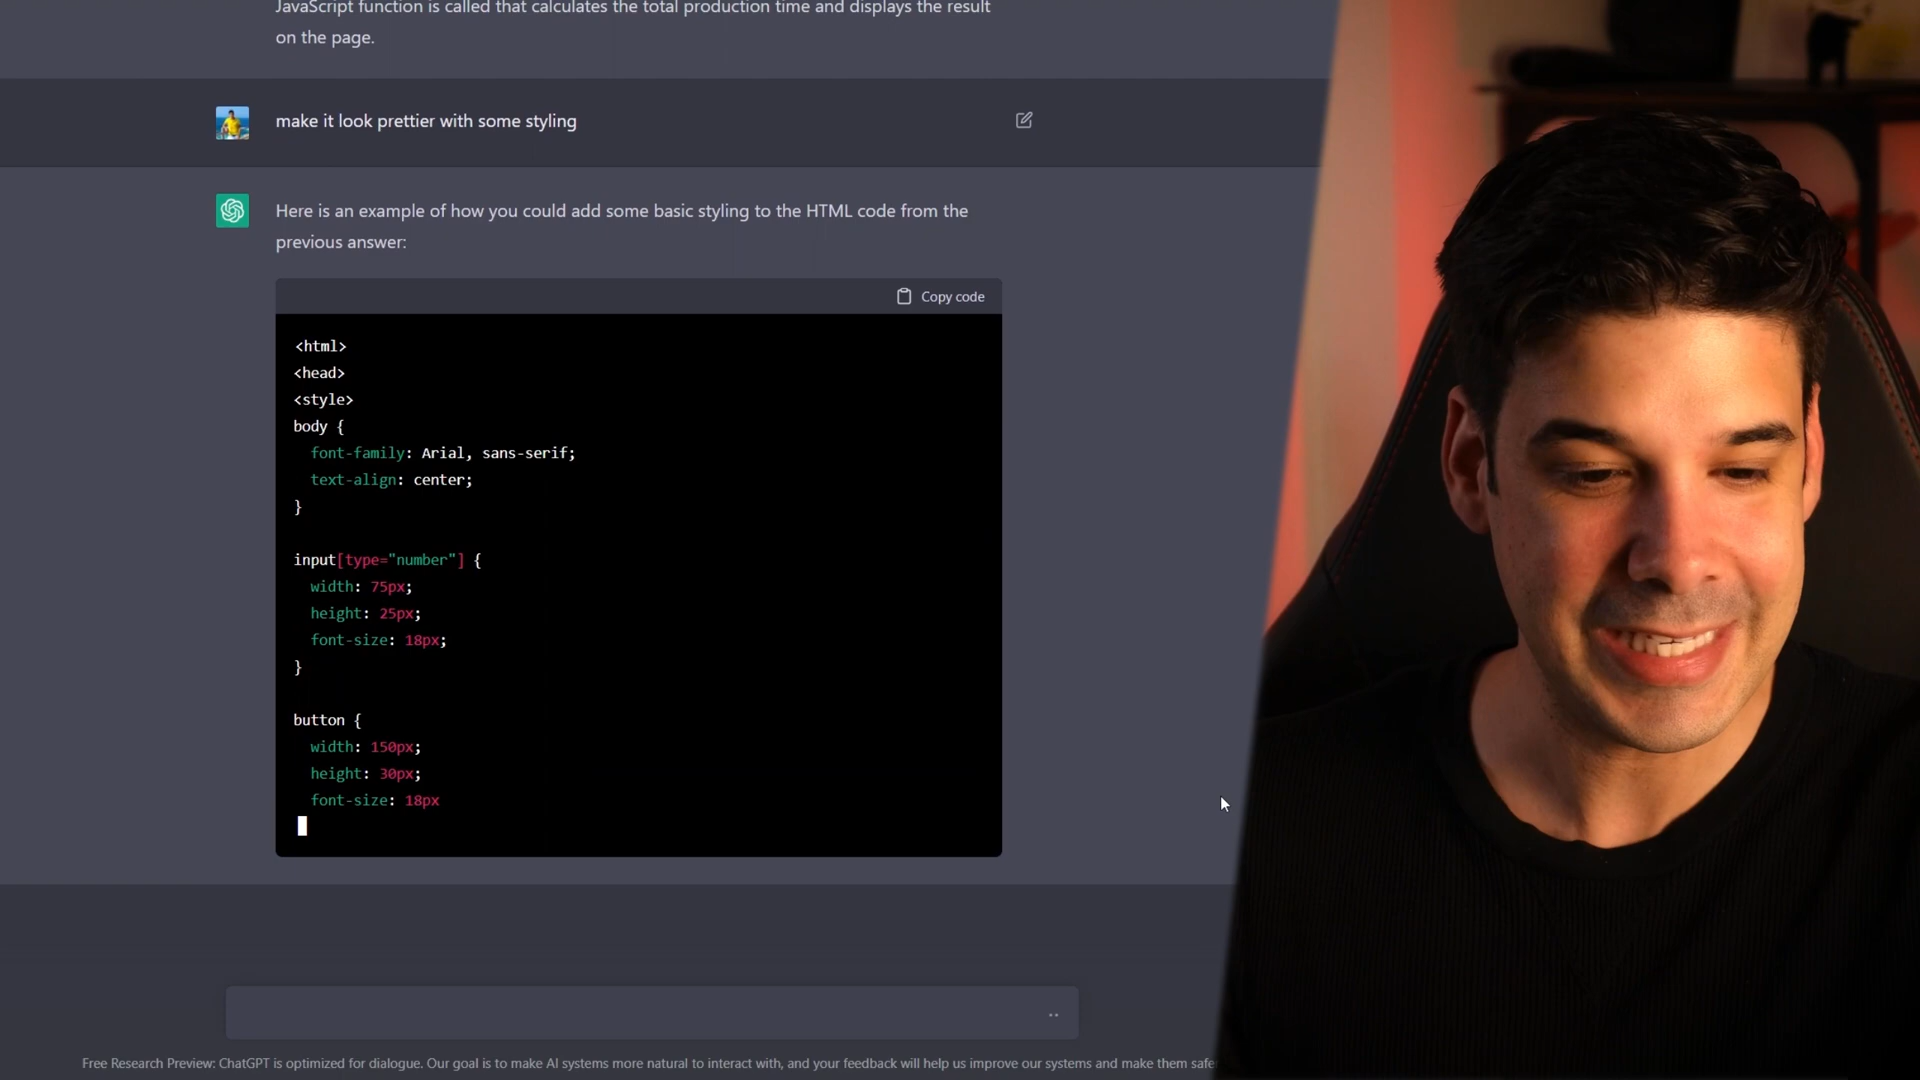 JavaScript function is called that calculates the total production time and displays the result
on the page.
make it look prettier with some styling
Here is an example of how you could add some basic styling to the HTML code from the
previous answer:
Copy code
<html>
<head>
<style>
body {
  font-family: Arial, sans-serif;
  text-align: center;
}
input[type="number"] {
  width: 75px;
  height: 25px;
  font-size: 18px;
}
button {
  width: 150px;
  height: 30px;
  font-size: 18px
Free Research Preview: ChatGPT is optimized for dialogue. Our goal is to make AI systems more natural to interact with, and your feedback will help us improve our systems and make them safe